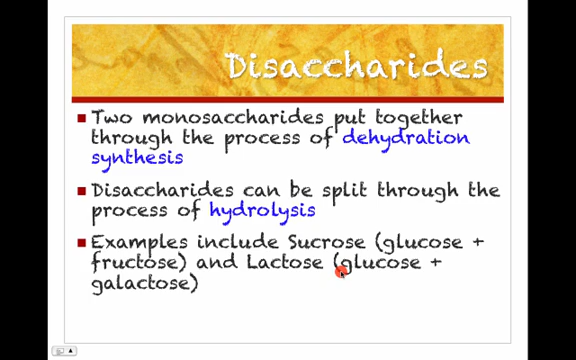 Disaccharides
Two monosaccharides put together
through the process of dehydration
synthesis
Disaccharides can be split through the
process of hydrolysis
Examples include Sucrose (glucose +
fructose) and Lactose (glucose +
galactose)